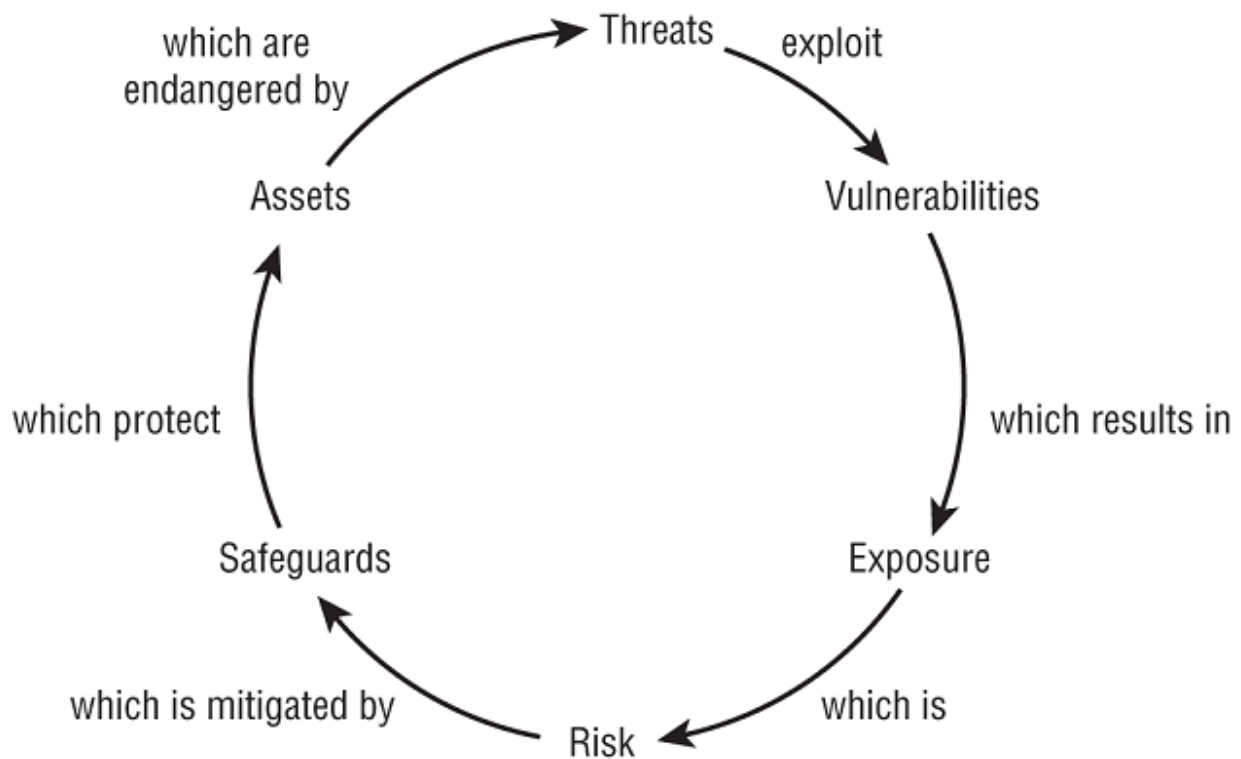 Threats
exploit
Vulnerabilities
which results in
Exposure
which is
Risk
which is mitigated by
Safeguards
which protect
Assets
which are
endangered by